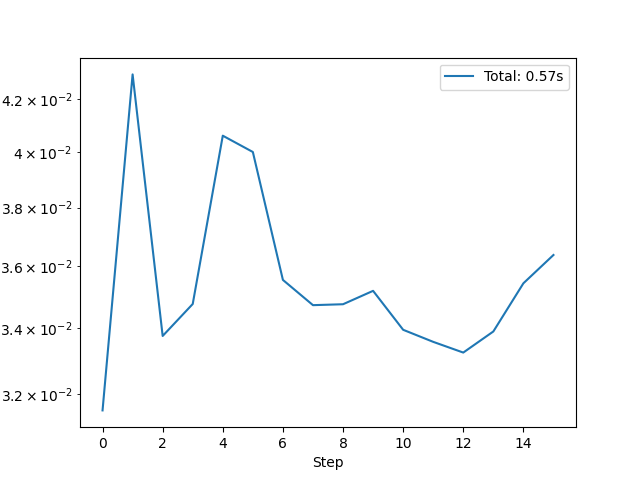 Total: 0.57s
4.2 × 10⁻²
4 × 10⁻²
3.8 × 10⁻²
3.6 × 10⁻²
3.4 × 10⁻²
3.2 × 10⁻²
0 2 4 6 8 10 12 14
Step